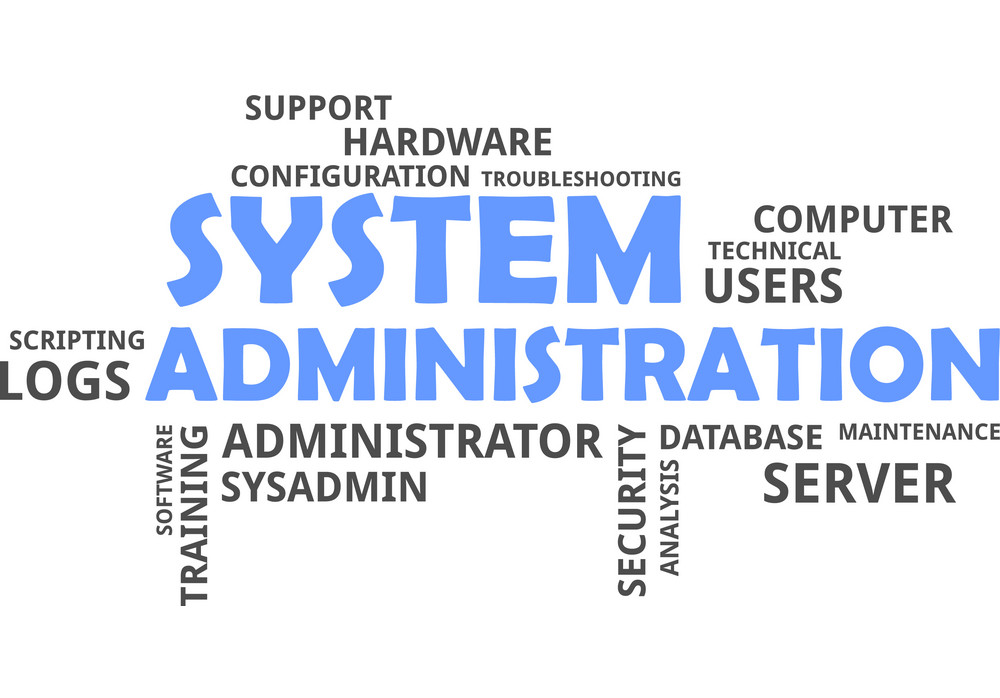 SUPPORT
HARDWARE
CONFIGURATION TROUBLESHOOTING
SYSTEM
COMPUTER
TECHNICAL
USERS
SCRIPTING
LOGS
ADMINISTRATION
SOFTWARE
TRAINING
ADMINISTRATOR
SYSADMIN
SECURITY
ANALYSIS
DATABASE
MAINTENANCE
SERVER